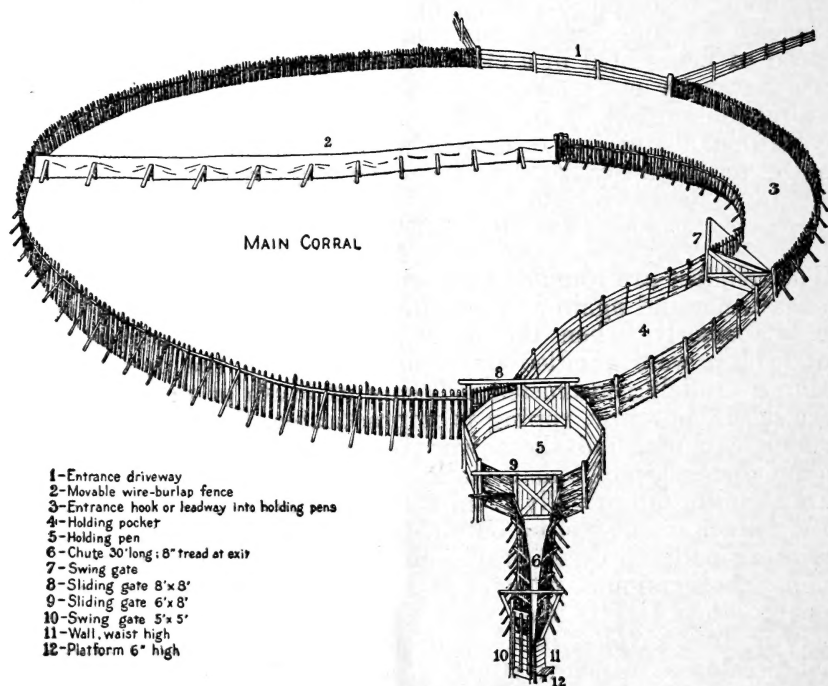 1
2
3
MAIN CORRAL
7
4
8
5
9
6
10
11
12
1-Entrance driveway
2-Movable wire-burlap fence
3-Entrance hook or leadway into holding pens
4-Holding pocket
5-Holding pen
6-Chute 30' long; 8" tread at exit
7-Swing gate
8-Sliding gate 8'x 8'
9-Sliding gate 6'x 8'
10-Swing gate 5'x 5'
11-Wall, waist high
12-Platform 6" high